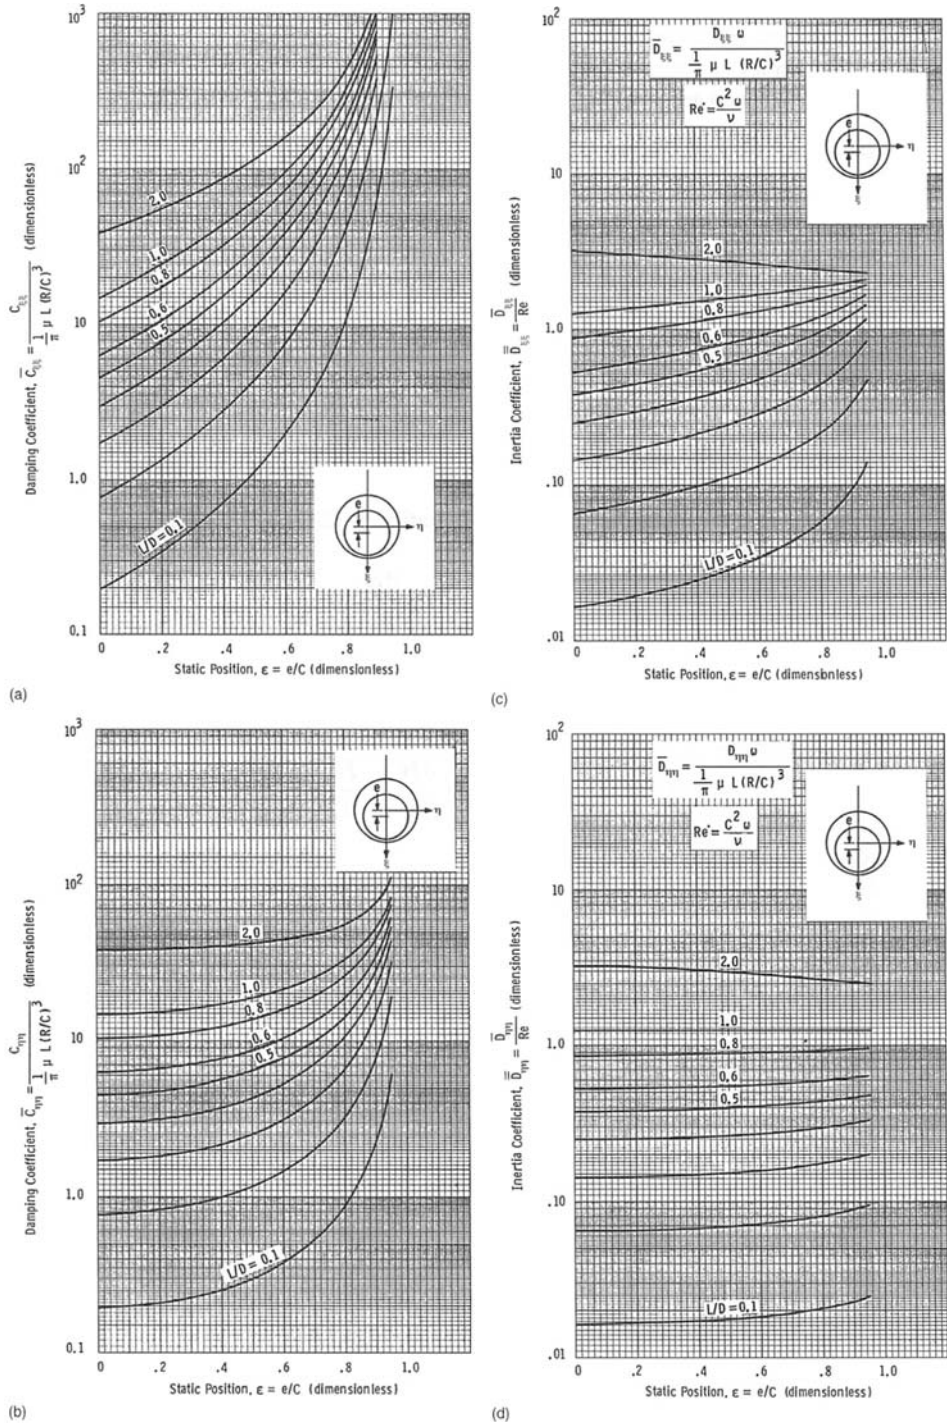 10³
10²
10
1.0
0.1
Damping Coefficient, C̅ξξ = Cξξ / (1/π μ L (R/C)³) (dimensionless)
2.0
1.0
0.8
0.6
0.5
L/D=0.1
e
η
ξ
0 .2 .4 .6 .8 1.0
Static Position, ε = e/C (dimensionless)
(a)
10²
10
1.0
.10
.01
Inertia Coefficient, D̿ξξ = D̅ξξ / Re (dimensionless)
D̅ξξ = Dξξ ω / (1/π μ L (R/C)³)
Re* = C² ω / ν
e
η
ξ
2.0
1.0
0.8
0.6
0.5
L/D=0.1
0 .2 .4 .6 .8 1.0
Static Position, ε = e/C (dimensbnless)
(c)
10³
10²
10
1.0
0.1
Damping Coefficient, C̅ηη = Cηη / (1/π μ L (R/C)³) (dimensionless)
e
η
ξ
2.0
1.0
0.8
0.6
0.5
L/D = 0.1
0 .2 .4 .6 .8 1.0
Static Position, ε = e/C (dimensionless)
(b)
10²
10
1.0
.10
.01
Inertia Coefficient, D̿ηη = D̅ηη / Re (dimensionless)
D̅ηη = Dηη ω / (1/π μ L (R/C)³)
Re* = C² ω / ν
e
η
ξ
2.0
1.0
0.8
0.6
0.5
L/D=0.1
0 .2 .4 .6 .8 1.0
Static Position, ε = e/C (dimensionless)
(d)